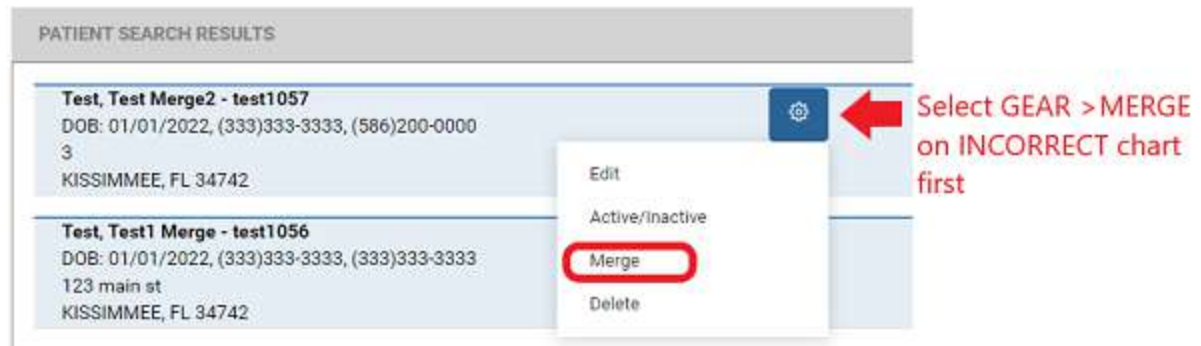 PATIENT SEARCH RESULTS
Test, Test Merge2 - test1057
DOB: 01/01/2022, (333)333-3333, (586)200-0000
3
KISSIMMEE, FL 34742
Select GEAR >MERGE
on INCORRECT chart
first
Edit
Active/Inactive
Merge
Delete
Test, Test1 Merge - test1056
DOB: 01/01/2022, (333)333-3333, (333)333-3333
123 main st
KISSIMMEE, FL 34742